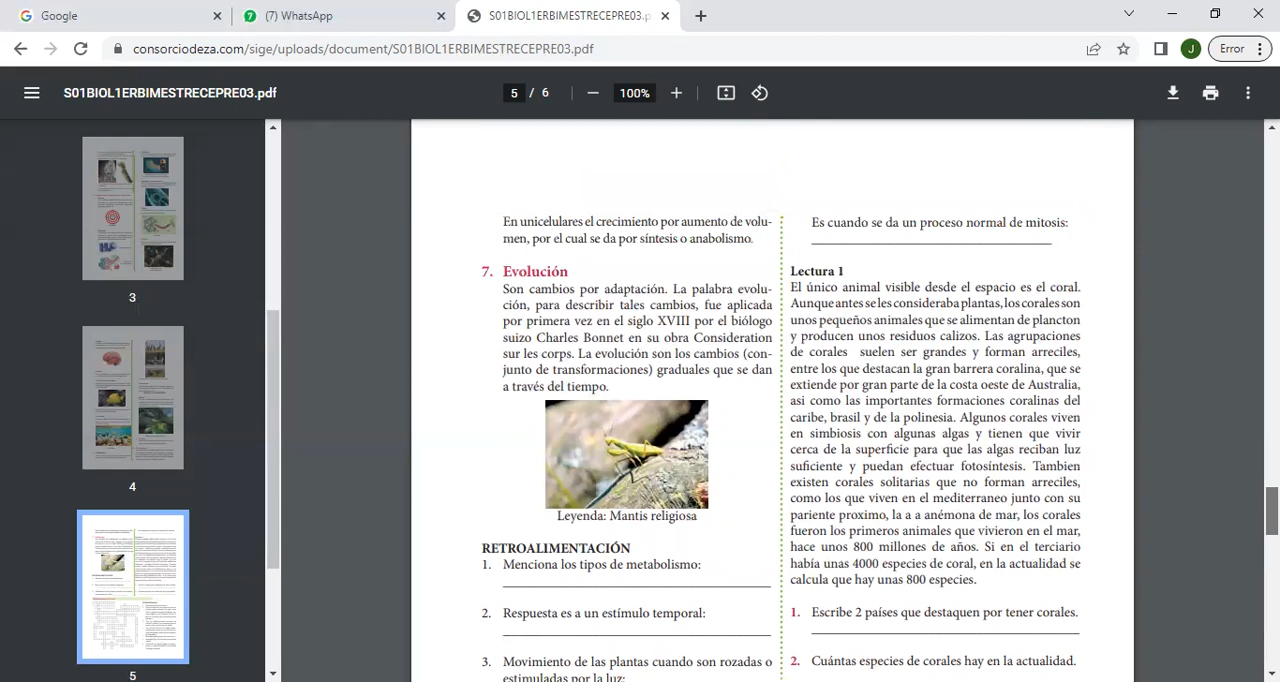 Google
(7) WhatsApp
S01BIOL1ERBIMESTRECEPRE03.p
consorciodeza.com/sige/uploads/document/S01BIOL1ERBIMESTRECEPRE03.pdf
J
Error
S01BIOL1ERBIMESTRECEPRE03.pdf
5 / 6
100%
3
4
5
En unicelulares el crecimiento por aumento de volu-
men, por el cual se da por síntesis o anabolismo.
7. Evolución
Son cambios por adaptación. La palabra evolu-
ción, para describir tales cambios, fue aplicada
por primera vez en el siglo XVIII por el biólogo
suizo Charles Bonnet en su obra Consideration
sur les corps. La evolución son los cambios (con-
junto de transformaciones) graduales que se dan
a través del tiempo.
Leyenda: Mantis religiosa
RETROALIMENTACIÓN
1. Menciona los tipos de metabolismo:
2. Respuestas al estímulo temporal:
3. Movimiento de las plantas cuando son rozadas o
estimuladas por la luz:
Es cuando se da un proceso normal de mitosis:
Lectura 1
El único animal visible desde el espacio es el coral.
Aunque antes se les consideraba plantas, los corales son
unos pequeños animales que se alimentan de plancton
y producen unos residuos calizos. Las agrupaciones
de corales suelen ser grandes y forman arreciles,
entre los que destacan la gran barrera coralina, que se
extiende por gran parte de la costa oeste de Australia,
asi como las importantes formaciones coralinas del
caribe, brasil y de la polinesia. Algunos corales viven
en simbiosis con algunas algas y tienen que vivir
cerca de la superficie para que las algas reciban luz
suficiente y puedan efectuar fotosíntesis. Tambien
existen corales solitarias que no forman arreciles,
como los que viven en el mediterraneo junto con su
pariente proximo, la a a anémona de mar, los corales
fueron los primeros animales que vivieron en el mar,
hace unos 800 millones de años. Si en el terciario
había unas 4000 especies de coral, en la actualidad se
calcula que hay unas 800 especies.
1. Escribe países que destaquan por tener corales.
2. Cuntas especies de corales hay en la actualidad.